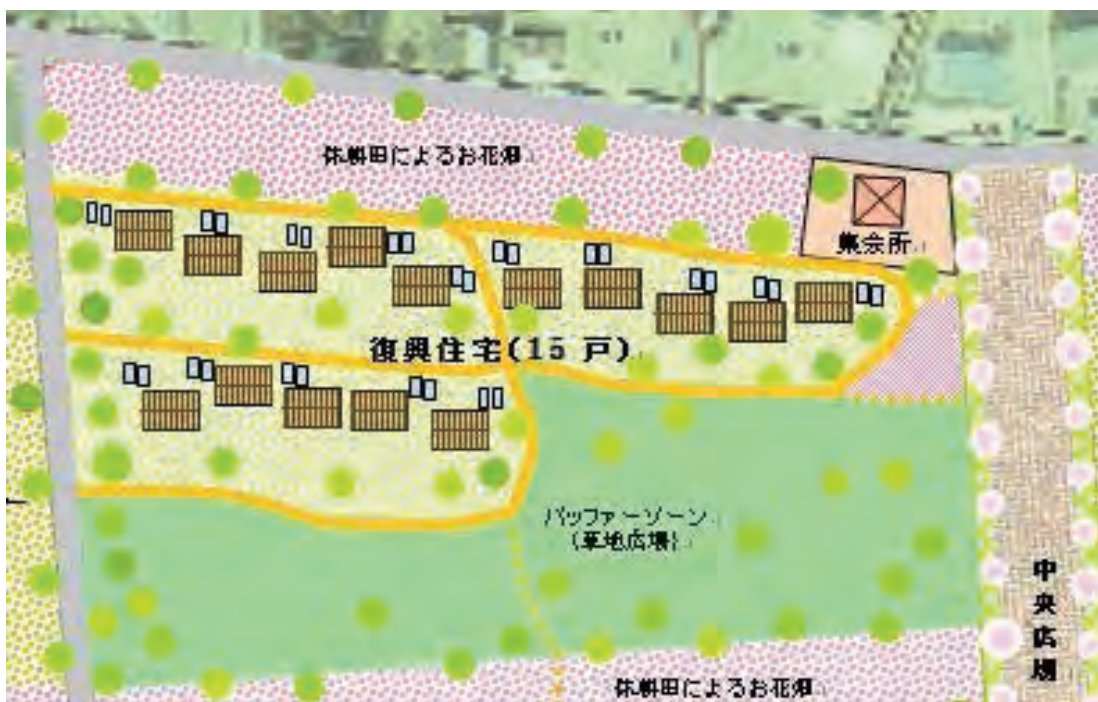 休耕田によるお花畑
集会所
復興住宅(15 戸)
バッファーゾーン
(草地広場)
中央広場
休耕田によるお花畑